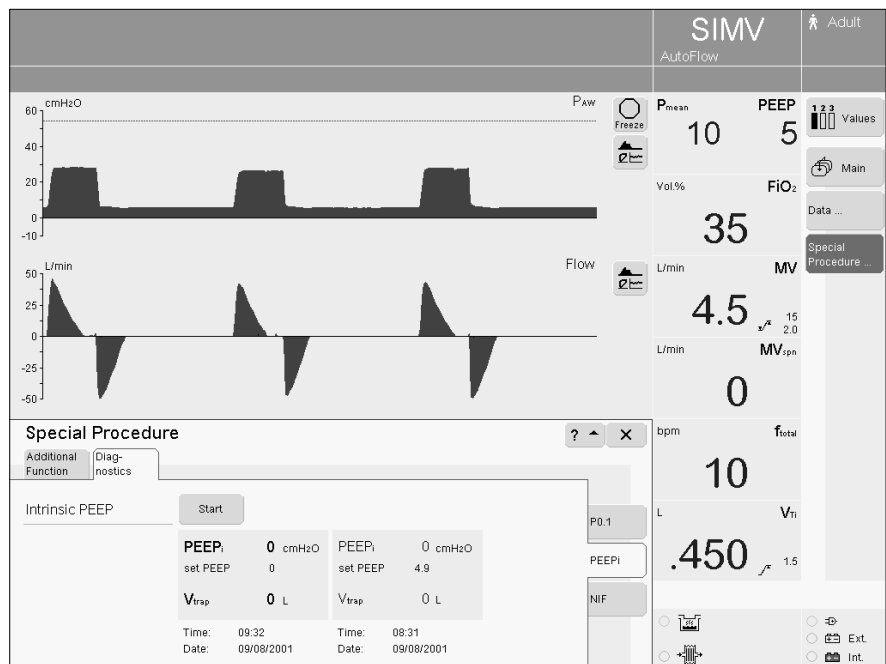 SIMV
AutoFlow
Adult
cmH2O
PAW
60
40
20
0
-10
Freeze
L/min
Flow
50
25
0
-25
-50
Pmean PEEP
10 5
Vol.% FiO2
35
L/min MV
4.5 15
2.0
L/min MVspn
0
bpm ftotal
10
L VTi
.450 1.5
1 2 3
Values
Main
Data ...
Special
Procedure ...
Special Procedure
?
Additional
Function
Diag-
nostics
Intrinsic PEEP
Start
PEEPi 0 cmH2O PEEPi 0 cmH2O
set PEEP 0 set PEEP 4.9
Vtrap 0 L Vtrap 0 L
Time: 09:32 Time: 08:31
Date: 09/08/2001 Date: 09/08/2001
P0.1
PEEPi
NIF
Ext.
Int.